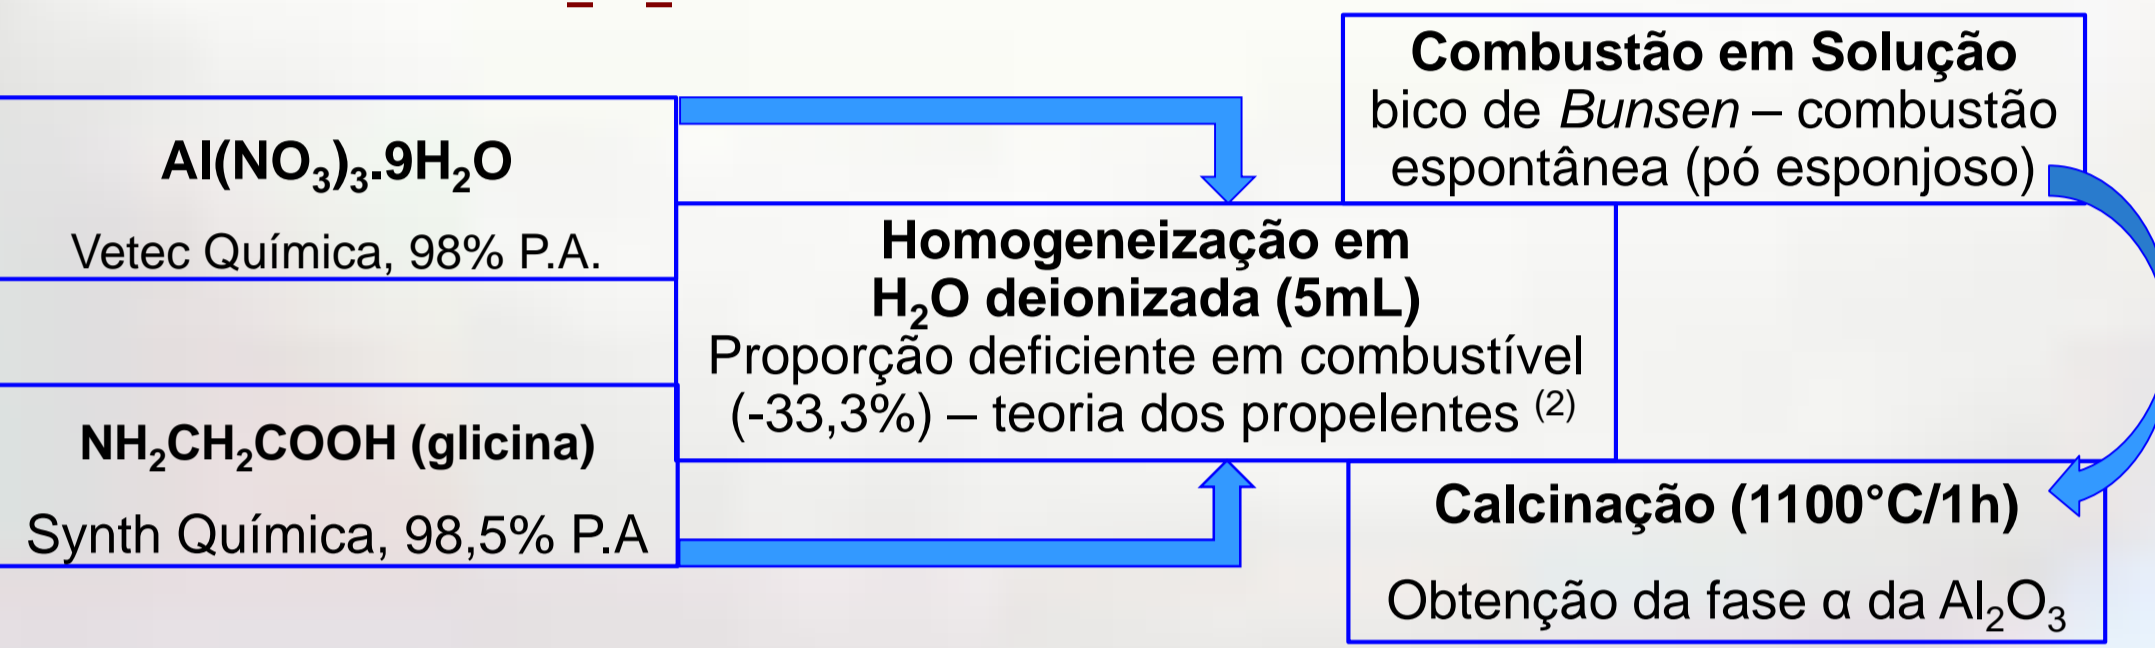 Al(NO₃)₃.9H₂O
Vetec Química, 98% P.A.
NH₂CH₂COOH (glicina)
Synth Química, 98,5% P.A
Homogeneização em
H₂O deionizada (5mL)
Proporção deficiente em combustível
(-33,3%) – teoria dos propelentes ⁽²⁾
Combustão em Solução
bico de Bunsen – combustão
espontânea (pó esponjoso)
Calcinação (1100°C/1h)
Obtenção da fase α da Al₂O₃